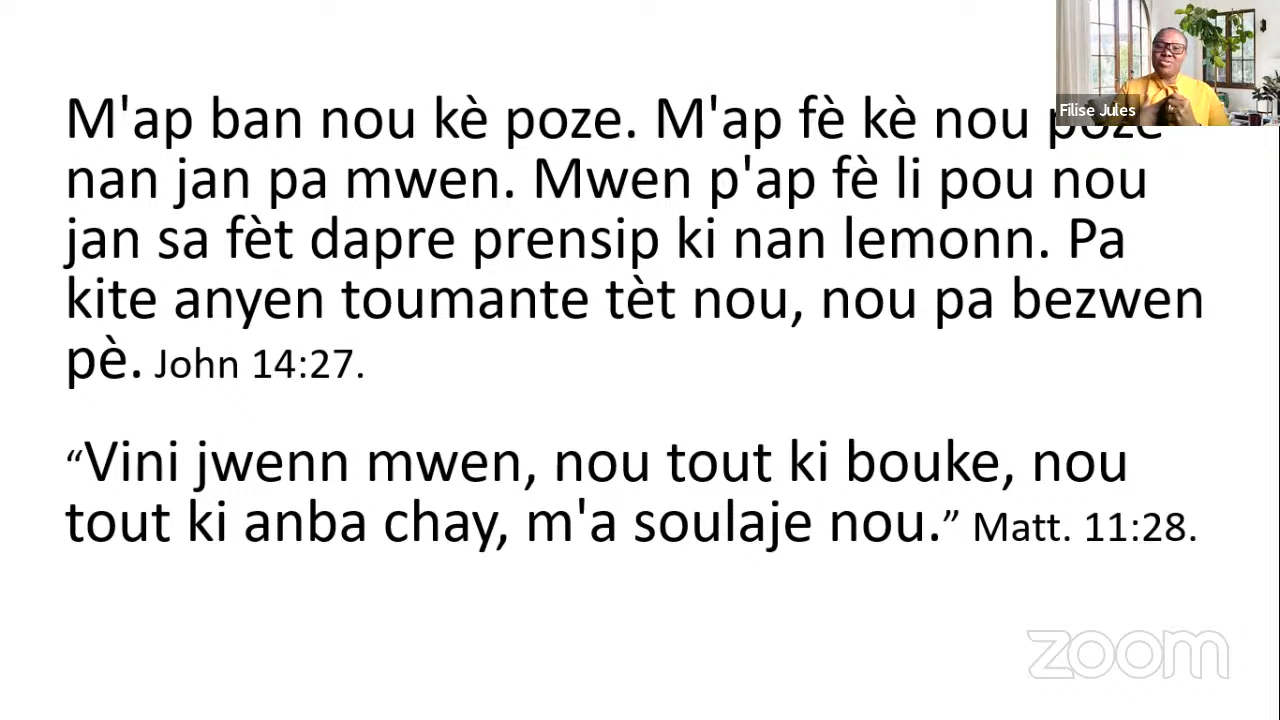 M'ap ban nou kè poze. M'ap fè kè nou poze
nan jan pa mwen. Mwen p'ap fè li pou nou
jan sa fèt dapre prensip ki nan lemonn. Pa
kite anyen toumante tèt nou, nou pa bezwen
pè. John 14:27.
“Vini jwenn mwen, nou tout ki bouke, nou
tout ki anba chay, m'a soulaje nou.” Matt. 11:28.
Filise Jules
zoom